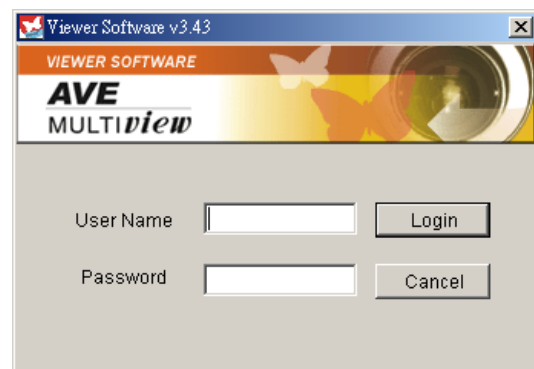 Viewer Software v3.43
VIEWER SOFTWARE
AVE
MULTIview
User Name
Login
Password
Cancel